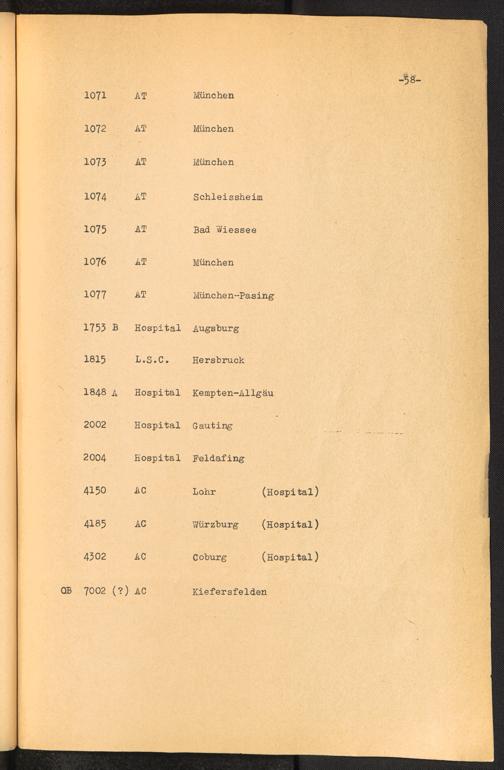 -58-
1071 AT München
1072 AT München
1073 AT München
1074 AT Schleissheim
1075 AT Bad Wiessee
1076 AT München
1077 AT München-Pasing
1753 B Hospital Augsburg
1815 L.S.C. Hersbruck
1848 A Hospital Kempten-Allgäu
2002 Hospital Gauting
2004 Hospital Feldafing
4150 AC Lohr (Hospital)
4185 AC Würzburg (Hospital)
4302 AC Coburg (Hospital)
OB 7002 (?) AC Kiefersfelden